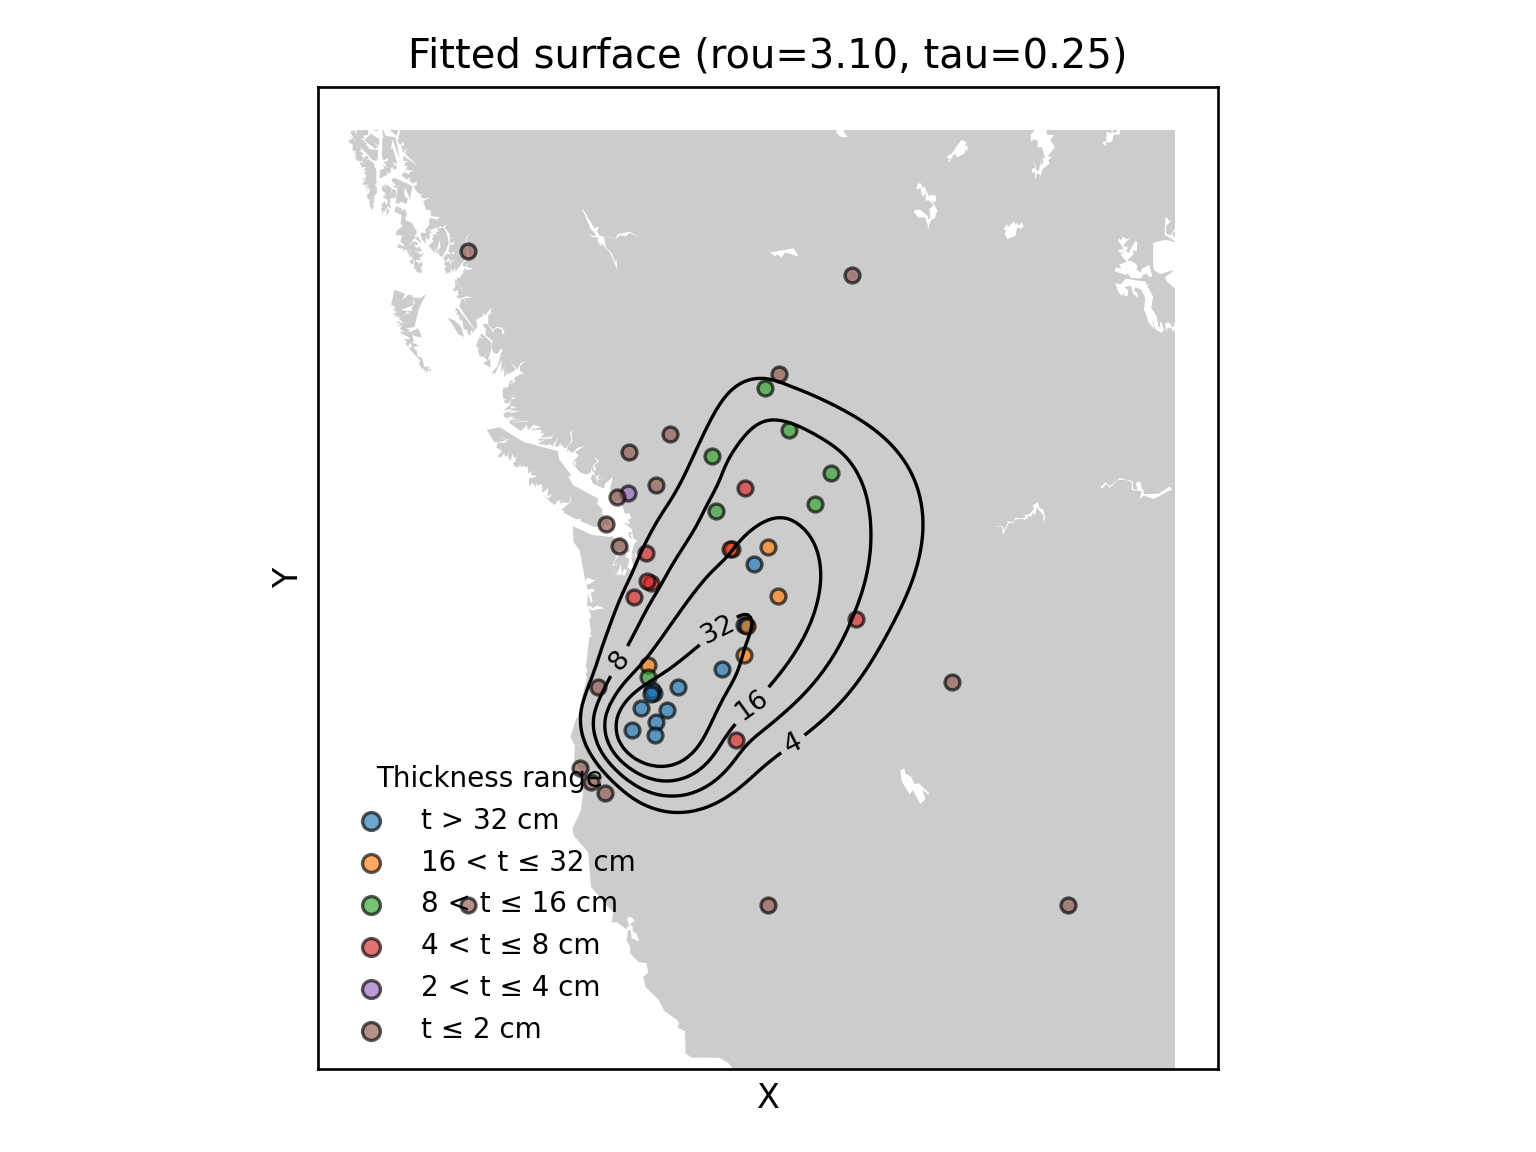 Fitted surface (rou=3.10, tau=0.25)
Y
32
8
16
4
Thickness range
t > 32 cm
16 < t ≤ 32 cm
8 < t ≤ 16 cm
4 < t ≤ 8 cm
2 < t ≤ 4 cm
t ≤ 2 cm
X